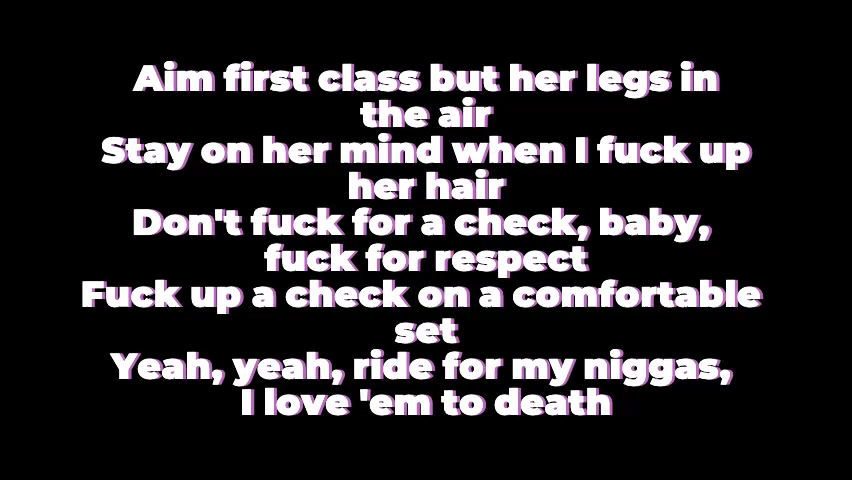 Aim first class but her legs in
the air
Stay on her mind when I fuck up
her hair
Don't fuck for a check, baby,
fuck for respect
Fuck up a check on a comfortable
set
Yeah, yeah, ride for my niggas,
I love 'em to death